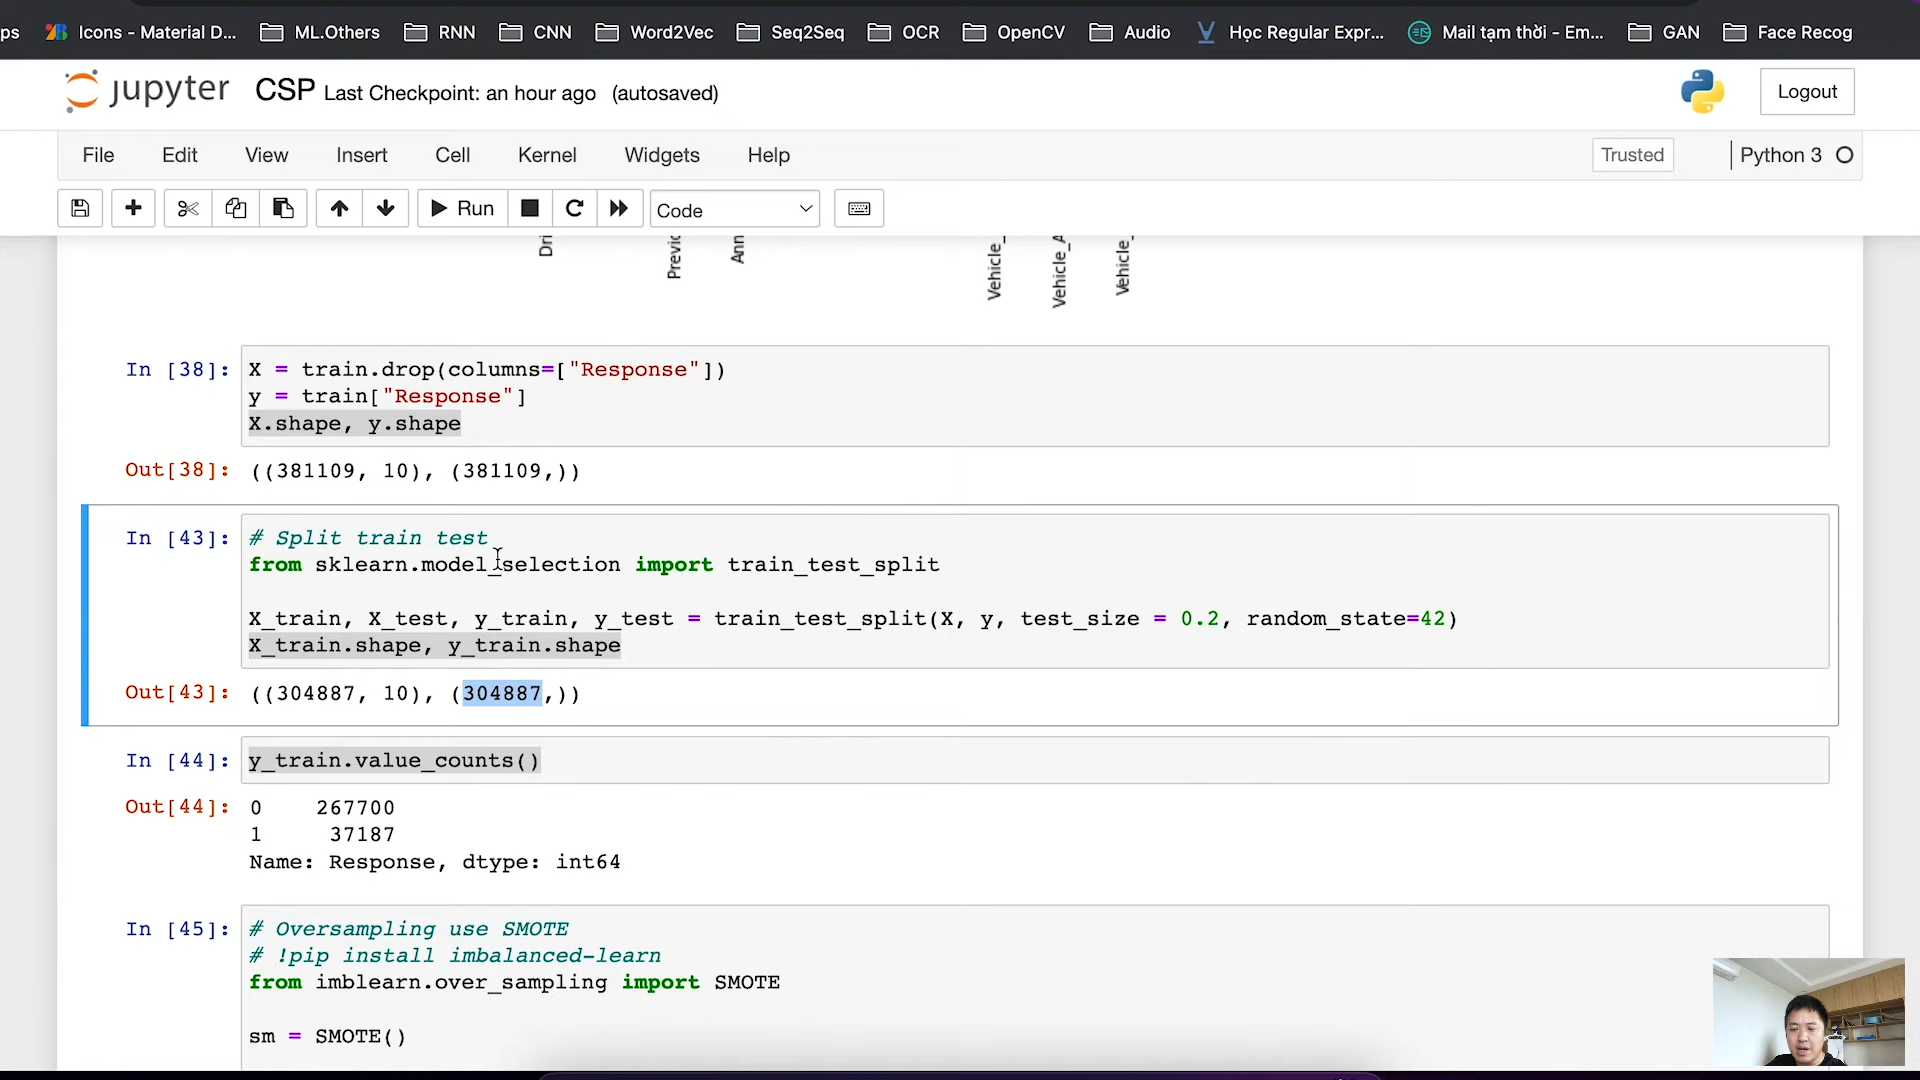 ps Icons - Material D... ML.Others RNN CNN Word2Vec Seq2Seq OCR OpenCV Audio Học Regular Expr... Mail tạm thời - Em... GAN Face Recog
jupyter CSP Last Checkpoint: an hour ago (autosaved) Logout
File Edit View Insert Cell Kernel Widgets Help Trusted Python 3
Run Code
Dri Previc Ann Vehicle_ Vehicle_A Vehicle_
In [38]: X = train.drop(columns=["Response"])
y = train["Response"]
X.shape, y.shape
Out[38]: ((381109, 10), (381109,))
In [43]: # Split train test
from sklearn.model_selection import train_test_split
X_train, X_test, y_train, y_test = train_test_split(X, y, test_size = 0.2, random_state=42)
X_train.shape, y_train.shape
Out[43]: ((304887, 10), (304887,))
In [44]: y_train.value_counts()
Out[44]: 0 267700
1 37187
Name: Response, dtype: int64
In [45]: # Oversampling use SMOTE
# !pip install imbalanced-learn
from imblearn.over_sampling import SMOTE
sm = SMOTE()